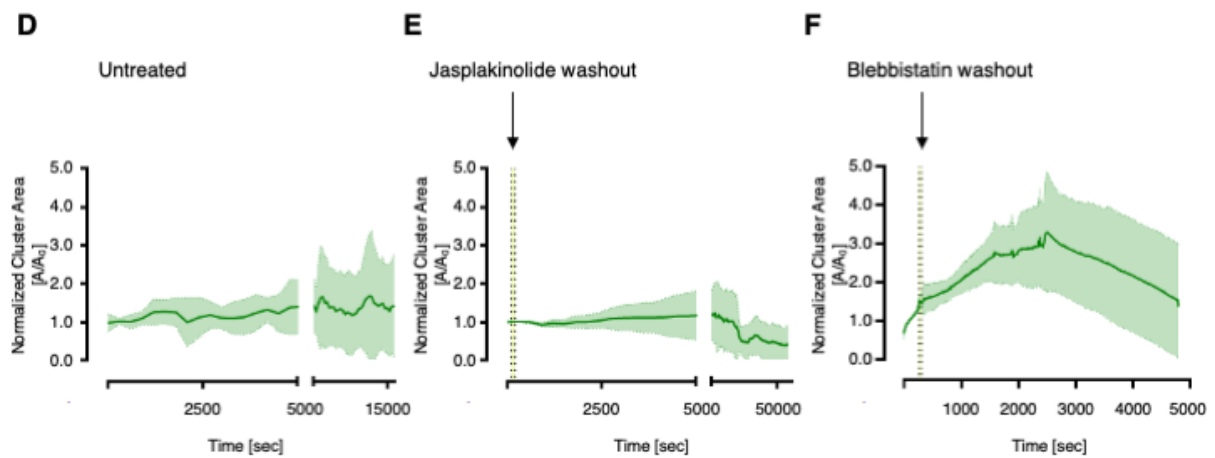 D
E
F
Untreated
Jasplakinolide washout
Blebbistatin washout
Normalized Cluster Area
[A/A₀]
5.0
4.0
3.0
2.0
1.0
0.0
2500
5000
15000
Time [sec]
Normalized Cluster Area
[A/A₀]
5.0
4.0
3.0
2.0
1.0
0.0
2500
5000
50000
Time [sec]
Normalized Cluster Area
[A/A₀]
5.0
4.0
3.0
2.0
1.0
0.0
1000
2000
3000
4000
5000
Time [sec]